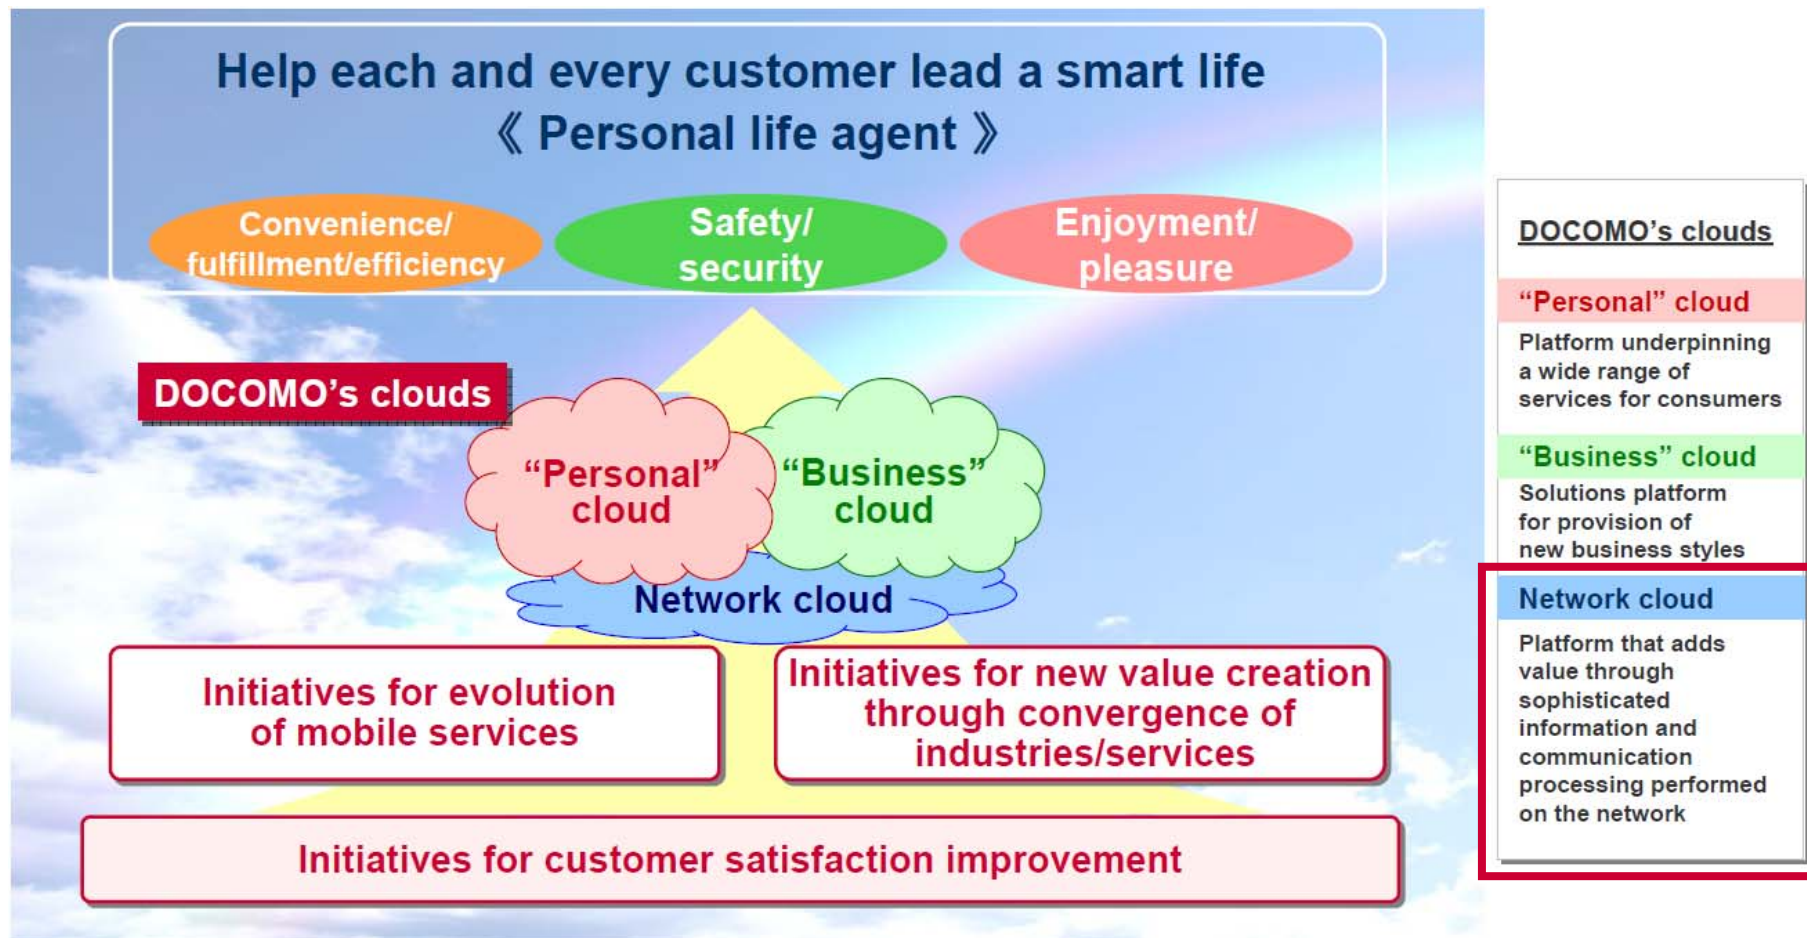 Help each and every customer lead a smart life
《 Personal life agent 》
Convenience/
fulfillment/efficiency
Safety/
security
Enjoyment/
pleasure
DOCOMO’s clouds
“Personal”
cloud
“Business”
cloud
Network cloud
Initiatives for evolution
of mobile services
Initiatives for new value creation
through convergence of
industries/services
Initiatives for customer satisfaction improvement
DOCOMO’s clouds
“Personal” cloud
Platform underpinning
a wide range of
services for consumers
“Business” cloud
Solutions platform
for provision of
new business styles
Network cloud
Platform that adds
value through
sophisticated
information and
communication
processing performed
on the network